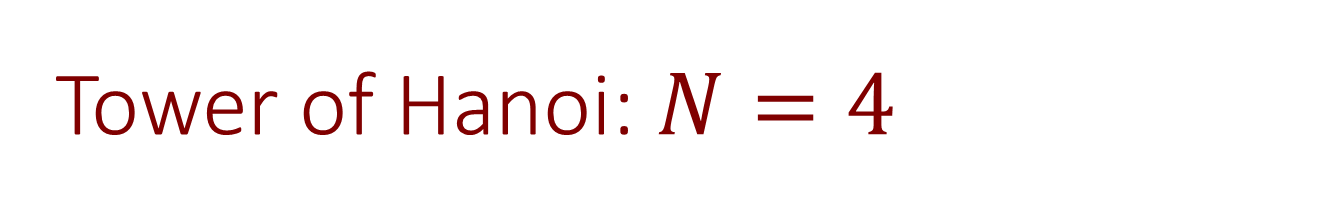 Tower of Hanoi: N = 4